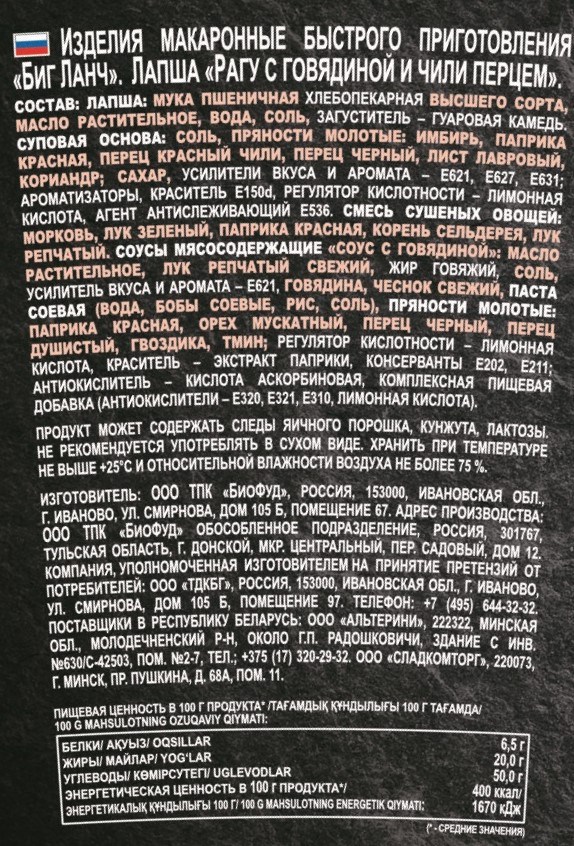 Изделия макаронные быстрого приготовления
«Биг Ланч». Лапша «Рагу с говядиной и чили перцем».
СОСТАВ: ЛАПША: МУКА ПШЕНИЧНАЯ ХЛЕБОПЕКАРНАЯ ВЫСШЕГО СОРТА,
МАСЛО РАСТИТЕЛЬНОЕ, ВОДА, СОЛЬ, ЗАГУСТИТЕЛЬ – ГУАРОВАЯ КАМЕДЬ.
СУПОВАЯ ОСНОВА: СОЛЬ, ПРЯНОСТИ МОЛОТЫЕ: ИМБИРЬ, ПАПРИКА
КРАСНАЯ, ПЕРЕЦ КРАСНЫЙ ЧИЛИ, ПЕРЕЦ ЧЕРНЫЙ, ЛИСТ ЛАВРОВЫЙ,
КОРИАНДР; САХАР, УСИЛИТЕЛИ ВКУСА И АРОМАТА – Е621, Е627, Е631;
АРОМАТИЗАТОРЫ, КРАСИТЕЛЬ E150d, РЕГУЛЯТОР КИСЛОТНОСТИ – ЛИМОННАЯ
КИСЛОТА, АГЕНТ АНТИСЛЕЖИВАЮЩИЙ Е536. СМЕСЬ СУШЕНЫХ ОВОЩЕЙ:
МОРКОВЬ, ЛУК ЗЕЛЕНЫЙ, ПАПРИКА КРАСНАЯ, КОРЕНЬ СЕЛЬДЕРЕЯ, ЛУК
РЕПЧАТЫЙ. СОУСЫ МЯСОСОДЕРЖАЩИЕ «СОУС С ГОВЯДИНОЙ»: МАСЛО
РАСТИТЕЛЬНОЕ, ЛУК РЕПЧАТЫЙ СВЕЖИЙ, ЖИР ГОВЯЖИЙ, СОЛЬ,
УСИЛИТЕЛЬ ВКУСА И АРОМАТА – Е621, ГОВЯДИНА, ЧЕСНОК СВЕЖИЙ, ПАСТА
СОЕВАЯ (ВОДА, БОБЫ СОЕВЫЕ, РИС, СОЛЬ), ПРЯНОСТИ МОЛОТЫЕ:
ПАПРИКА КРАСНАЯ, ОРЕХ МУСКАТНЫЙ, ПЕРЕЦ ЧЕРНЫЙ, ПЕРЕЦ
ДУШИСТЫЙ, ГВОЗДИКА, ТМИН; РЕГУЛЯТОР КИСЛОТНОСТИ – ЛИМОННАЯ
КИСЛОТА, КРАСИТЕЛЬ – ЭКСТРАКТ ПАПРИКИ, КОНСЕРВАНТЫ Е202, Е211;
АНТИОКИСЛИТЕЛЬ – КИСЛОТА АСКОРБИНОВАЯ, КОМПЛЕКСНАЯ ПИЩЕВАЯ
ДОБАВКА (АНТИОКИСЛИТЕЛИ – Е320, Е321, Е310, ЛИМОННАЯ КИСЛОТА).
ПРОДУКТ МОЖЕТ СОДЕРЖАТЬ СЛЕДЫ ЯИЧНОГО ПОРОШКА, КУНЖУТА, ЛАКТОЗЫ.
НЕ РЕКОМЕНДУЕТСЯ УПОТРЕБЛЯТЬ В СУХОМ ВИДЕ. ХРАНИТЬ ПРИ ТЕМПЕРАТУРЕ
НЕ ВЫШЕ +25°С И ОТНОСИТЕЛЬНОЙ ВЛАЖНОСТИ ВОЗДУХА НЕ БОЛЕЕ 75 %.
ИЗГОТОВИТЕЛЬ: ООО ТПК «БИОФУД», РОССИЯ, 153000, ИВАНОВСКАЯ ОБЛ.,
Г. ИВАНОВО, УЛ. СМИРНОВА, ДОМ 105 Б, ПОМЕЩЕНИЕ 67. АДРЕС ПРОИЗВОДСТВА:
ООО ТПК «БИОФУД» ОБОСОБЛЕННОЕ ПОДРАЗДЕЛЕНИЕ, РОССИЯ, 301767,
ТУЛЬСКАЯ ОБЛАСТЬ, Г. ДОНСКОЙ, МКР. ЦЕНТРАЛЬНЫЙ, ПЕР. САДОВЫЙ, ДОМ 12.
КОМПАНИЯ, УПОЛНОМОЧЕННАЯ ИЗГОТОВИТЕЛЕМ НА ПРИНЯТИЕ ПРЕТЕНЗИЙ ОТ
ПОТРЕБИТЕЛЕЙ: ООО «ТДКБГ», РОССИЯ, 153000, ИВАНОВСКАЯ ОБЛ., Г. ИВАНОВО,
УЛ. СМИРНОВА, ДОМ 105 Б, ПОМЕЩЕНИЕ 97. ТЕЛЕФОН: +7 (495) 644-32-32.
ПОСТАВЩИКИ В РЕСПУБЛИКУ БЕЛАРУСЬ: ООО «АЛЬТЕРНИ», 222322, МИНСКАЯ
ОБЛ., МОЛОДЕЧНЕНСКИЙ Р-Н, ОКОЛО Г.П. РАДОШКОВИЧИ, ЗДАНИЕ С ИНВ.
№630/С-42503, ПОМ. №2-7, ТЕЛ.; +375 (17) 320-29-32. ООО «СЛАДКОМТОРГ», 220073,
Г. МИНСК, ПР. ПУШКИНА, Д. 68А, ПОМ. 11.
ПИЩЕВАЯ ЦЕННОСТЬ В 100 Г ПРОДУКТА* /ТАҒАМДЫҚ ҚҰНДЫЛЫҒЫ 100 Г ТАҒАМДА/
100 G MAHSULOTNING OZUQAVIY QIYMATI:
БЕЛКИ/ АҚУЫЗ/ OQSILLAR 6,5 г
ЖИРЫ/ МАЙЛАР/ YOG'LAR 20,0 г
УГЛЕВОДЫ/ КӨМІРСУТЕГІ/ UGLEVODLAR 50,0 г
ЭНЕРГЕТИЧЕСКАЯ ЦЕННОСТЬ В 100 Г ПРОДУКТА*/ 400 ккал/
ЭНЕРГЕТИКАЛЫҚ ҚҰНДЫЛЫҒЫ 100 Г/ 100 G MAHSULOTNING ENERGETIK QIYMATI: 1670 кДж
(* - СРЕДНИЕ ЗНАЧЕНИЯ)